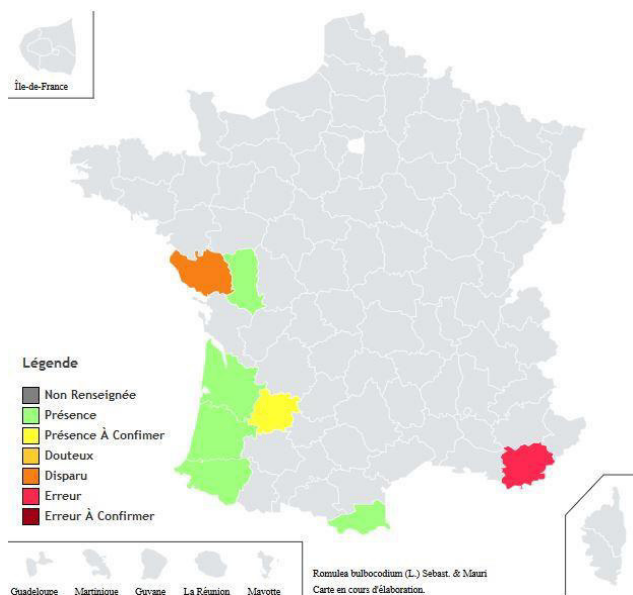 Île-de-France
Légende
Non Renseignée
Présence
Présence À Confimer
Douteux
Disparu
Erreur
Erreur À Confirmer
Guadeloupe Martinique Guyane La Réunion Mayotte
Romulea bulbocodium (L.) Sebast. & Mauri
Carte en cours d'élaboration.